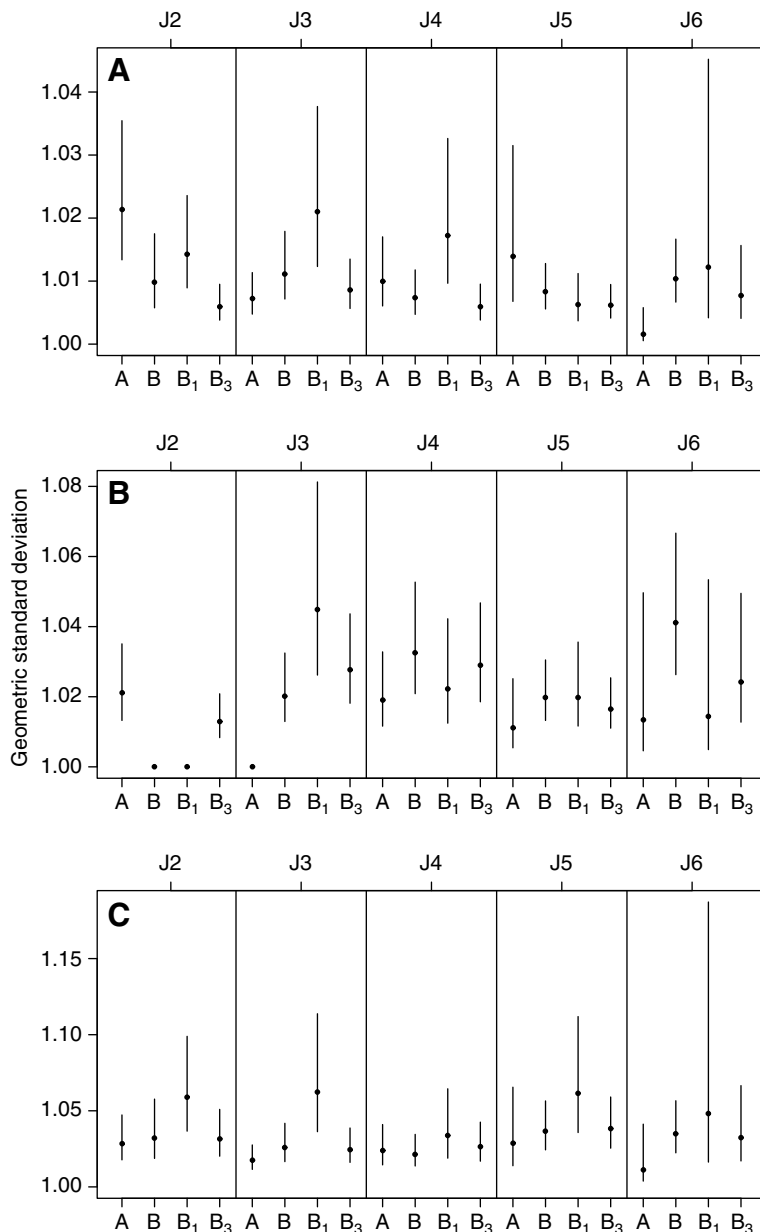 J2 J3 J4 J5 J6
A
1.04
1.03
1.02
1.01
1.00
A B B₁ B₃ A B B₁ B₃ A B B₁ B₃ A B B₁ B₃ A B B₁ B₃
J2 J3 J4 J5 J6
B
Geometric standard deviation
1.08
1.06
1.04
1.02
1.00
A B B₁ B₃ A B B₁ B₃ A B B₁ B₃ A B B₁ B₃ A B B₁ B₃
J2 J3 J4 J5 J6
C
1.15
1.10
1.05
1.00
A B B₁ B₃ A B B₁ B₃ A B B₁ B₃ A B B₁ B₃ A B B₁ B₃